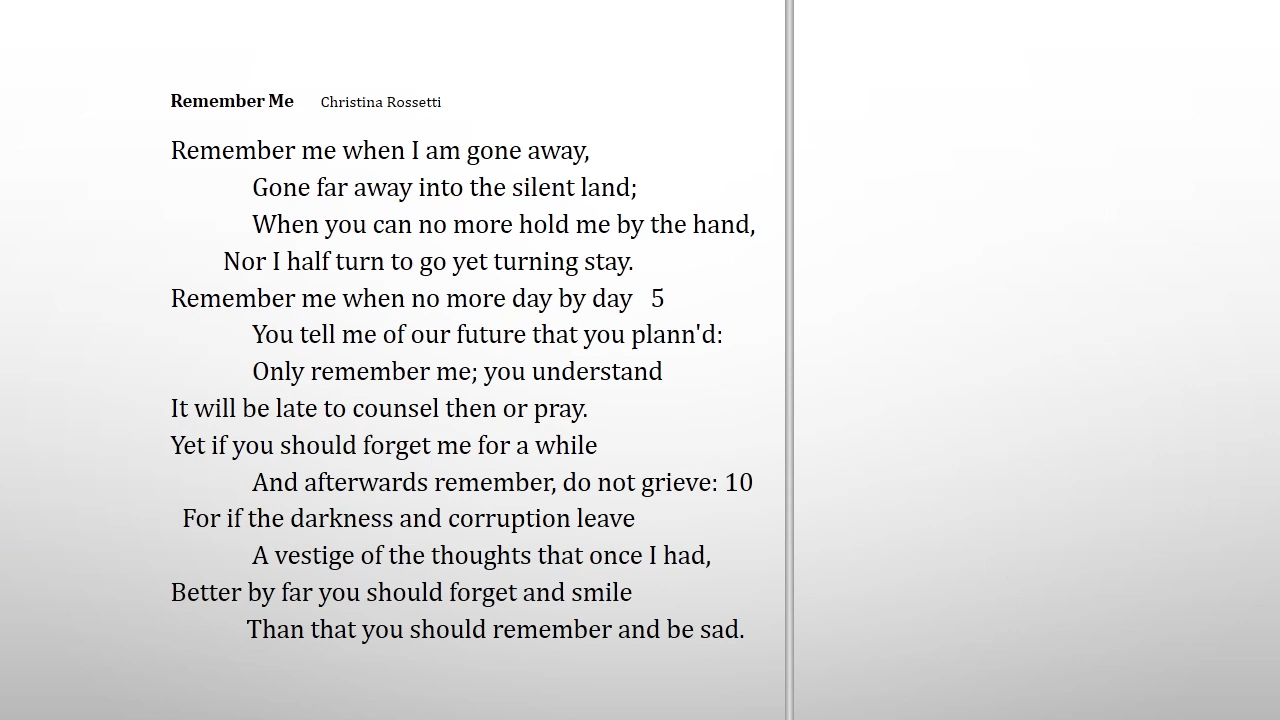 Remember Me Christina Rossetti
Remember me when I am gone away,
Gone far away into the silent land;
When you can no more hold me by the hand,
Nor I half turn to go yet turning stay.
Remember me when no more day by day 5
You tell me of our future that you plann'd:
Only remember me; you understand
It will be late to counsel then or pray.
Yet if you should forget me for a while
And afterwards remember, do not grieve: 10
For if the darkness and corruption leave
A vestige of the thoughts that once I had,
Better by far you should forget and smile
Than that you should remember and be sad.